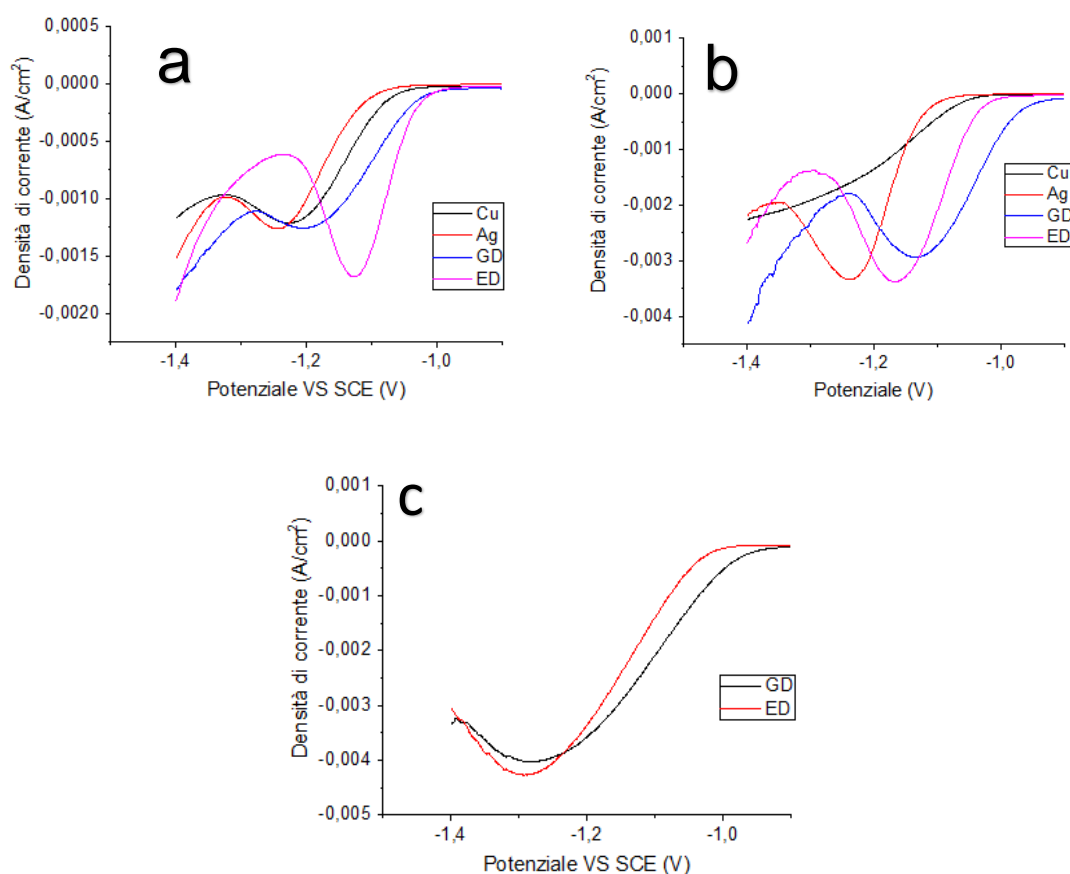 a
0,0005
0,0000
-0,0005
-0,0010
-0,0015
-0,0020
Densità di corrente (A/cm²)
Cu
Ag
GD
ED
-1,4
-1,2
-1,0
Potenziale VS SCE (V)
b
0,001
0,000
-0,001
-0,002
-0,003
-0,004
Densità di corrente (A/cm²)
Cu
Ag
GD
ED
-1,4
-1,2
-1,0
Potenziale (V)
c
0,001
0,000
-0,001
-0,002
-0,003
-0,004
-0,005
Densità di corrente (A/cm²)
GD
ED
-1,4
-1,2
-1,0
Potenziale VS SCE (V)